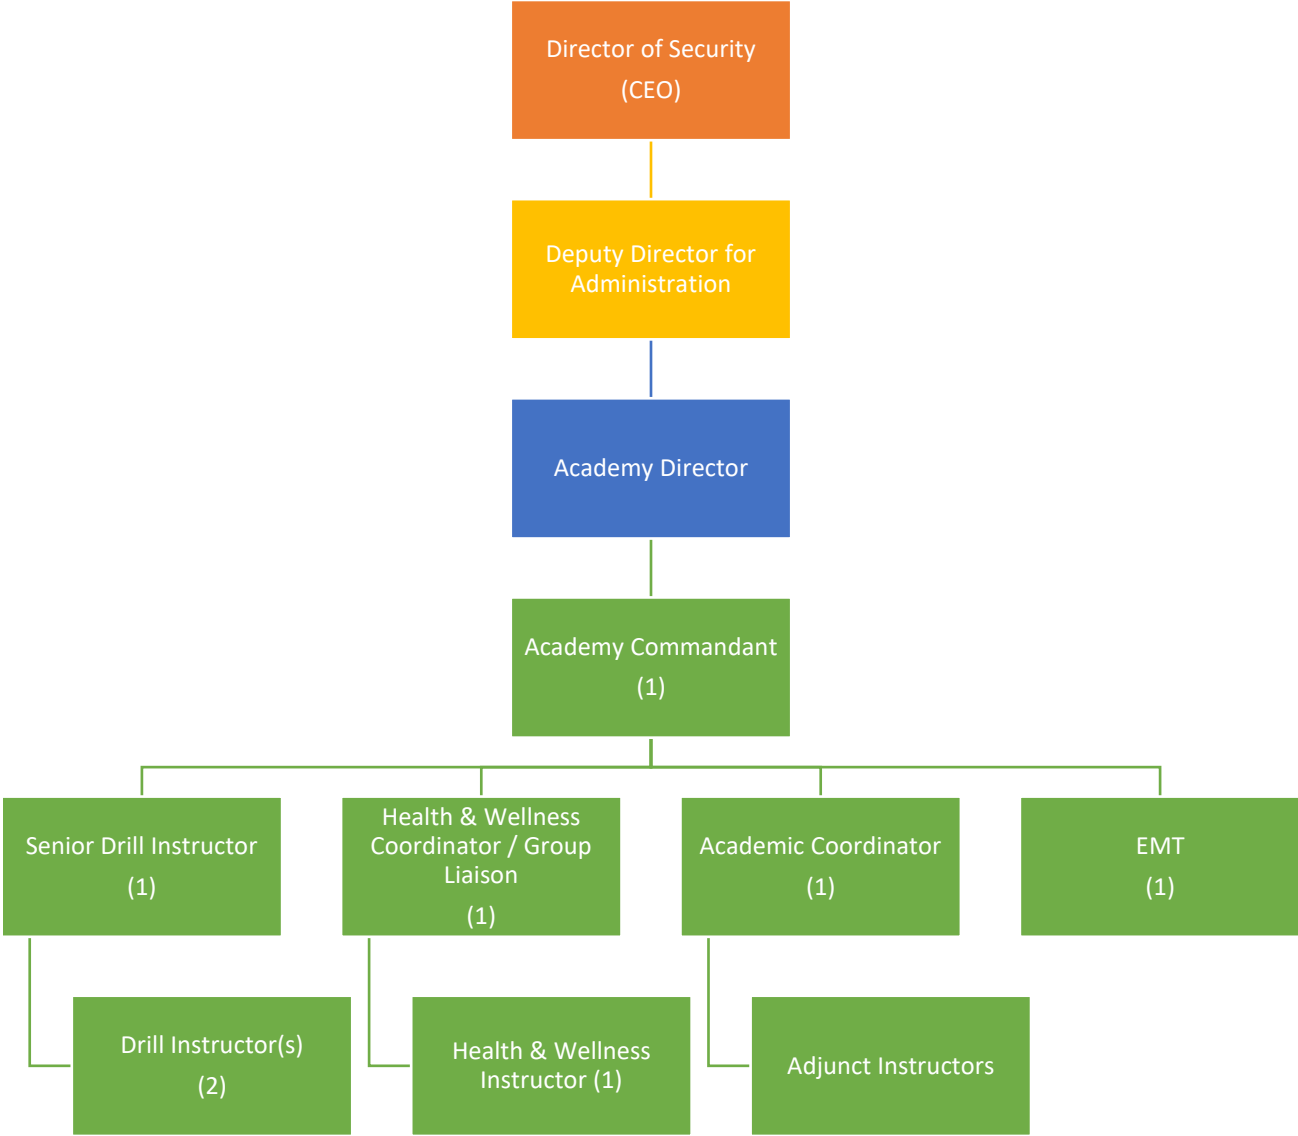 Director of Security
(CEO)
Deputy Director for
Administration
Academy Director
Academy Commandant
(1)
Senior Drill Instructor
(1)
Health & Wellness
Coordinator / Group
Liaison
(1)
Academic Coordinator
(1)
EMT
(1)
Drill Instructor(s)
(2)
Health & Wellness
Instructor (1)
Adjunct Instructors